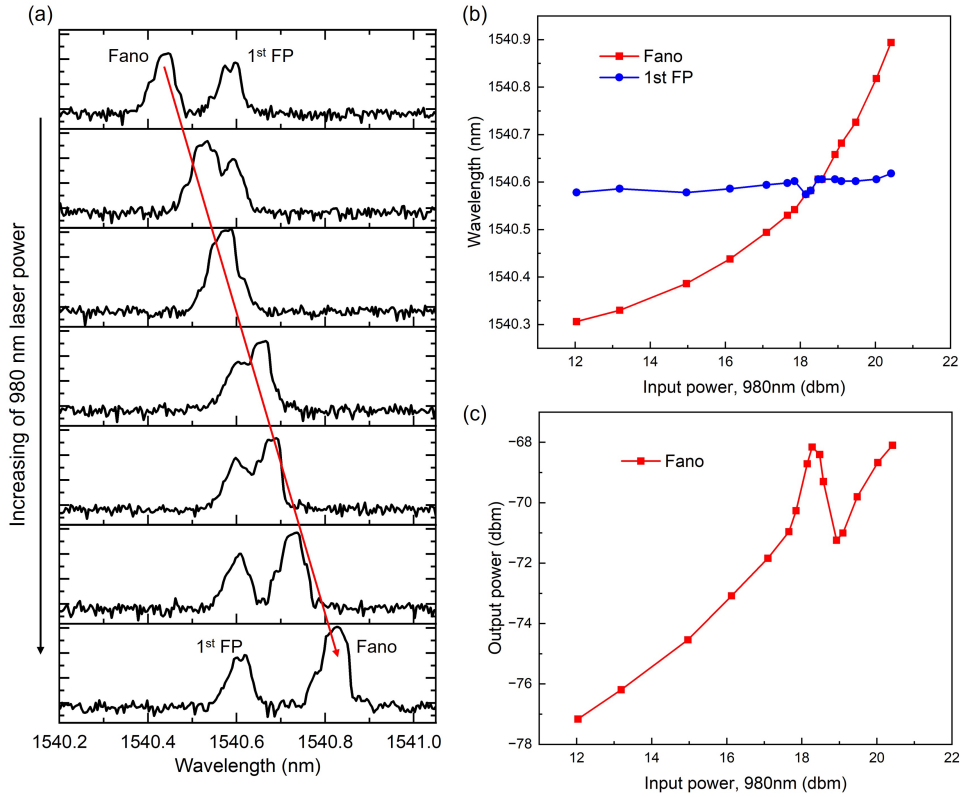 (a)
Fano
1st FP
1st FP
Fano
Increasing of 980 nm laser power
1540.2
1540.4
1540.6
1540.8
1541.0
Wavelength (nm)
(b)
Fano
1st FP
1540.9
1540.8
1540.7
1540.6
1540.5
1540.4
1540.3
Wavelength (nm)
12
14
16
18
20
22
Input power, 980nm (dbm)
(c)
Fano
−68
−70
−72
−74
−76
−78
Output power (dbm)
12
14
16
18
20
22
Input power, 980nm (dbm)